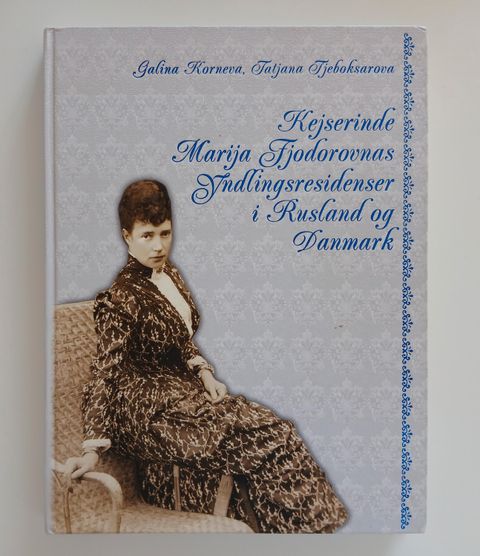 Galina Korneva, Tatjana Tjeboksarova
Kejserinde
Marija Fjodorovnas
Yndlingsresidenser
i Rusland og
Danmark